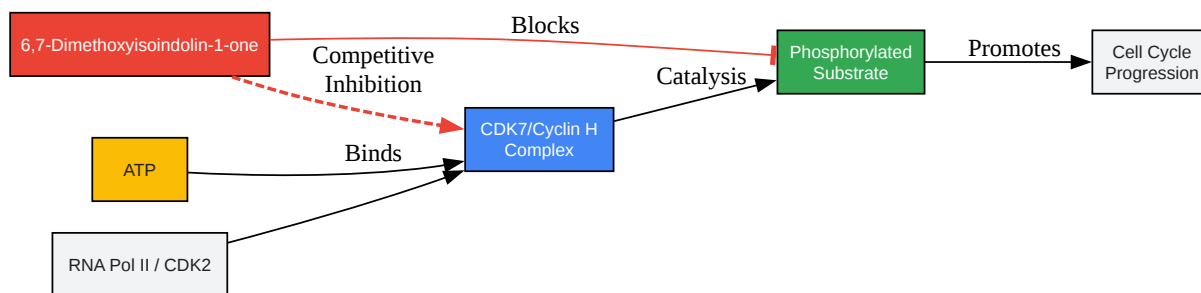 6,7-Dimethoxyisoindolin-1-one
Blocks
Competitive
Inhibition
Phosphorylated
Substrate
Promotes
Cell Cycle
Progression
Catalysis
CDK7/Cyclin H
Complex
ATP
Binds
RNA Pol II / CDK2